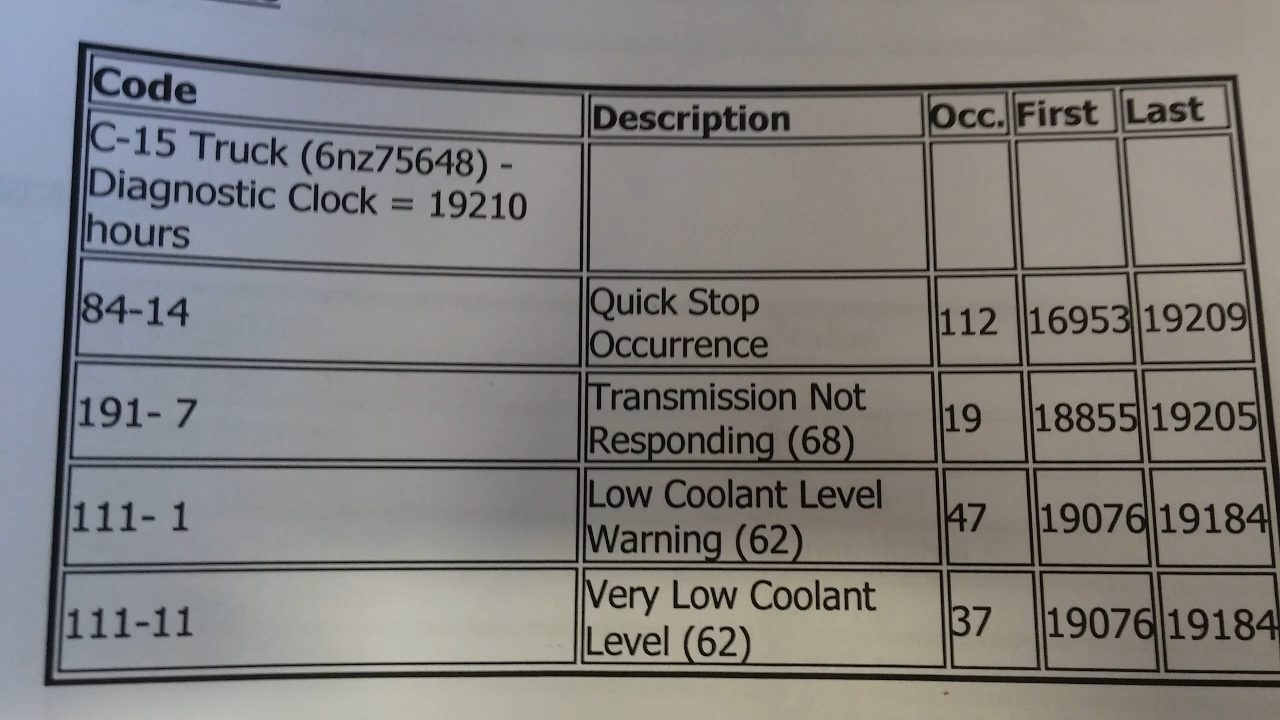 Code
Description
Occ.
First
Last
C-15 Truck (6nz75648) -
Diagnostic Clock = 19210
hours
84-14
Quick Stop
Occurrence
112
16953
19209
191- 7
Transmission Not
Responding (68)
19
18855
19205
111- 1
Low Coolant Level
Warning (62)
47
19076
19184
111-11
Very Low Coolant
Level (62)
37
19076
19184